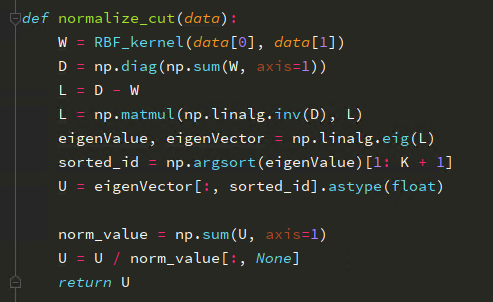 def normalize_cut(data):
    W = RBF_kernel(data[0], data[1])
    D = np.diag(np.sum(W, axis=1))
    L = D - W
    L = np.matmul(np.linalg.inv(D), L)
    eigenValue, eigenVector = np.linalg.eig(L)
    sorted_id = np.argsort(eigenValue)[1: K + 1]
    U = eigenVector[:, sorted_id].astype(float)

    norm_value = np.sum(U, axis=1)
    U = U / norm_value[:, None]
    return U